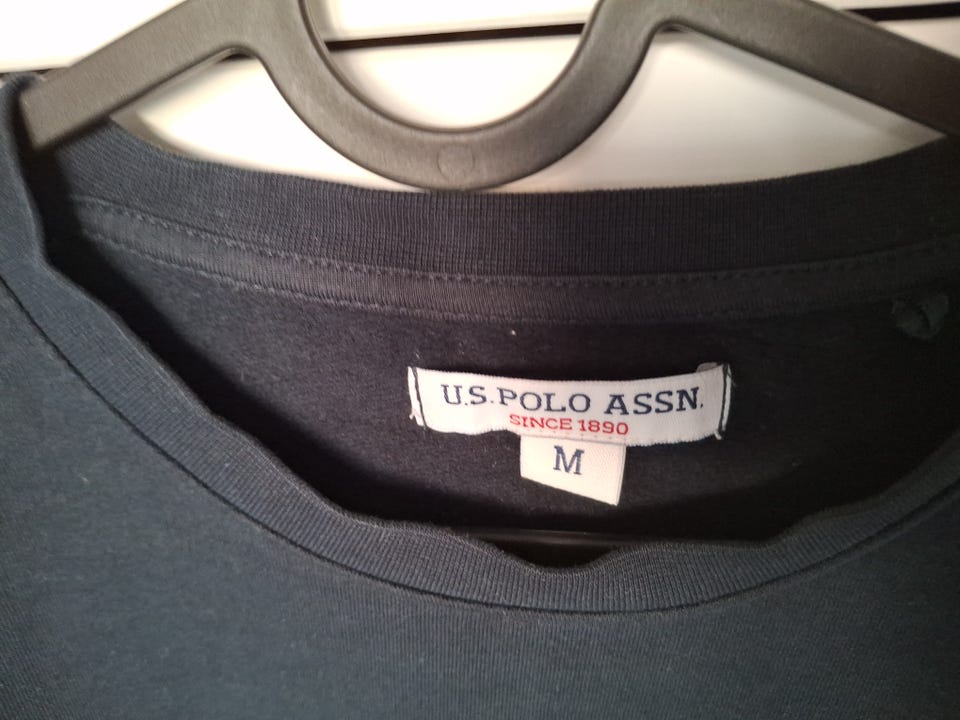 U.S. POLO ASSN.
SINCE 1890
M